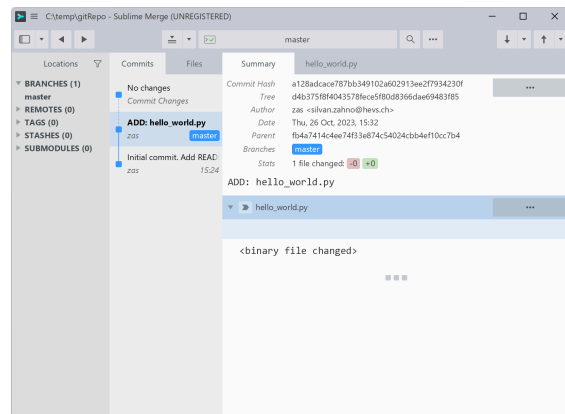 C:\temp\gitRepo - Sublime Merge (UNREGISTERED)
master
Locations
BRANCHES (1)
master
REMOTES (0)
TAGS (0)
STASHES (0)
SUBMODULES (0)
Commits Files
No changes
Commit Changes
ADD: hello_world.py
zas master
Initial commit. Add READ
zas 15:24
Summary hello_world.py
Commit Hash a128adcace787bb349102a602913ee2f7934230f
Tree d4b375f8f4043578fece5f80d8366dae69483f85
Author zas <silvan.zahno@hevs.ch>
Date Thu, 26 Oct, 2023, 15:32
Parent fb4a7414c4ee74f33e874c54024cbb4ef10cc7b4
Branches master
Stats 1 file changed: -0 +0
ADD: hello_world.py
hello_world.py
<binary file changed>